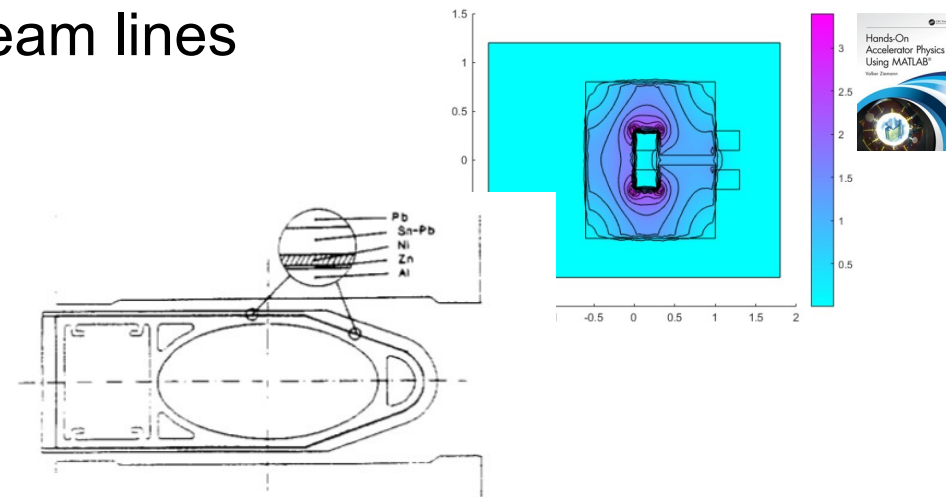 eam lines
1.5
1
0.5
0
-0.5 0 0.5 1 1.5 2
3
2.5
2
1.5
1
0.5
Hands-On
Accelerator Physics
Using MATLAB®
Volker Ziemann
Pb
Sn-Pb
Ni
Zn
Al